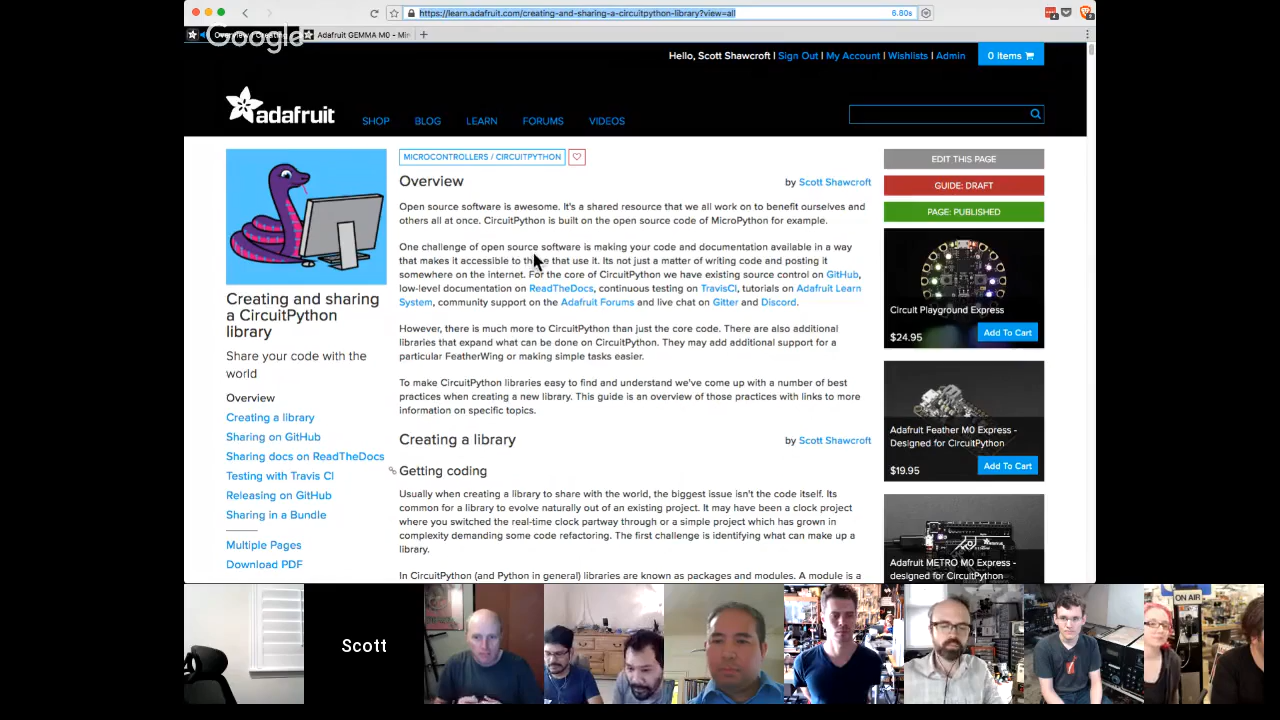 https://learn.adafruit.com/creating-and-sharing-a-circuitpython-library?view=all
6.80s
Google
Adafruit GEMMA M0 - Mi
Hello, Scott Shawcroft | Sign Out | My Account | Wishlists | Admin
0 Items
adafruit
SHOP BLOG LEARN FORUMS VIDEOS
MICROCONTROLLERS / CIRCUITPYTHON
Overview
by Scott Shawcroft
Open source software is awesome. It's a shared resource that we all work on to benefit ourselves and
others all at once. CircuitPython is built on the open source code of MicroPython for example.
One challenge of open source software is making your code and documentation available in a way
that makes it accessible to those that use it. Its not just a matter of writing code and posting it
somewhere on the internet. For the core of CircuitPython we have existing source control on GitHub,
low-level documentation on ReadTheDocs, continuous testing on TravisCI, tutorials on Adafruit Learn
System, community support on the Adafruit Forums and live chat on Gitter and Discord.
However, there is much more to CircuitPython than just the core code. There are also additional
libraries that expand what can be done on CircuitPython. They may add additional support for a
particular FeatherWing or making simple tasks easier.
To make CircuitPython libraries easy to find and understand we've come up with a number of best
practices when creating a new library. This guide is an overview of those practices with links to more
information on specific topics.
Creating a library
by Scott Shawcroft
Getting coding
Usually when creating a library to share with the world, the biggest issue isn't the code itself. Its
common for a library to evolve naturally out of an existing project. It may have been a clock project
where you switched the real-time clock partway through or a simple project which has grown in
complexity demanding some code refactoring. The first challenge is identifying what can make up a
library.
In CircuitPython (and Python in general) libraries are known as packages and modules. A module is a
Creating and sharing
a CircuitPython
library
Share your code with the
world
Overview
Creating a library
Sharing on GitHub
Sharing docs on ReadTheDocs
Testing with Travis CI
Releasing on GitHub
Sharing in a Bundle
Multiple Pages
Download PDF
EDIT THIS PAGE
GUIDE: DRAFT
PAGE: PUBLISHED
Circuit Playground Express
$24.95
Add To Cart
Adafruit Feather M0 Express -
Designed for CircuitPython
$19.95
Add To Cart
Adafruit METRO M0 Express -
designed for CircuitPython
Scott
ON AIR